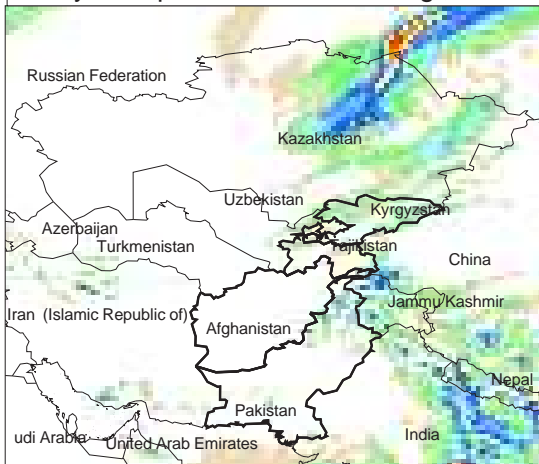 Russian Federation
Kazakhstan
Uzbekistan
Kyrgyzstan
Azerbaijan
Turkmenistan
Tajikistan
China
Jammu Kashmir
Iran (Islamic Republic of)
Afghanistan
Nepal
Pakistan
udi Arabia
United Arab Emirates
India